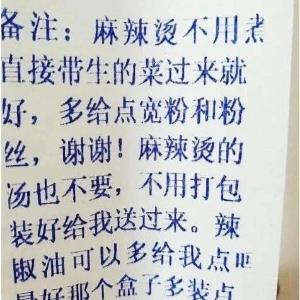 备注：麻辣烫不用煮
直接带生的菜过来就
好，多给点宽粉和粉
丝，谢谢！麻辣烫的
汤也不要，不用打包
装好给我送过来。辣
椒油可以多给我点
最好那个盒子多装点